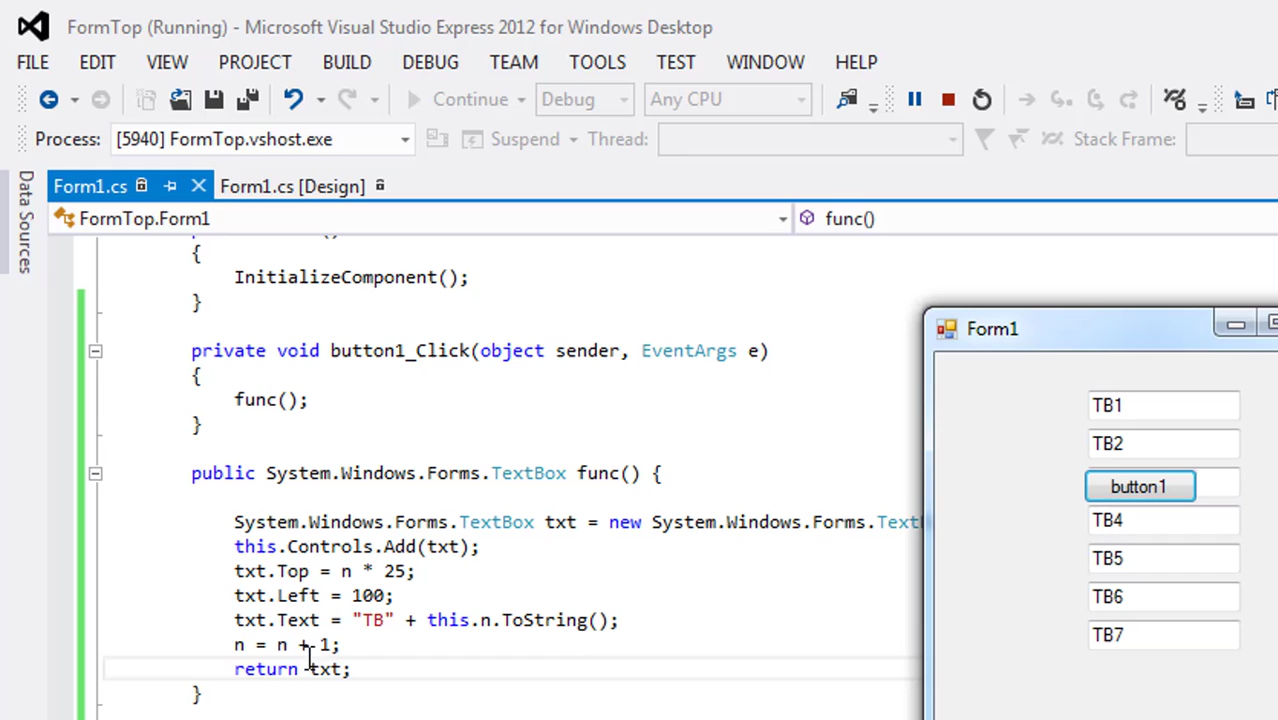 FormTop (Running) - Microsoft Visual Studio Express 2012 for Windows Desktop
FILE EDIT VIEW PROJECT BUILD DEBUG TEAM TOOLS TEST WINDOW HELP
Continue Debug Any CPU
Process: [5940] FormTop.vshost.exe Suspend Thread: Stack Frame:
Data Sources
Form1.cs Form1.cs [Design]
FormTop.Form1 func()
{
InitializeComponent();
}
private void button1_Click(object sender, EventArgs e)
{
func();
}
public System.Windows.Forms.TextBox func() {
System.Windows.Forms.TextBox txt = new System.Windows.Forms.
this.Controls.Add(txt);
txt.Top = n * 25;
txt.Left = 100;
txt.Text = "TB" + this.n.ToString();
n = n + 1;
return txt;
}
Form1
TB1
TB2
button1
TB4
TB5
TB6
TB7